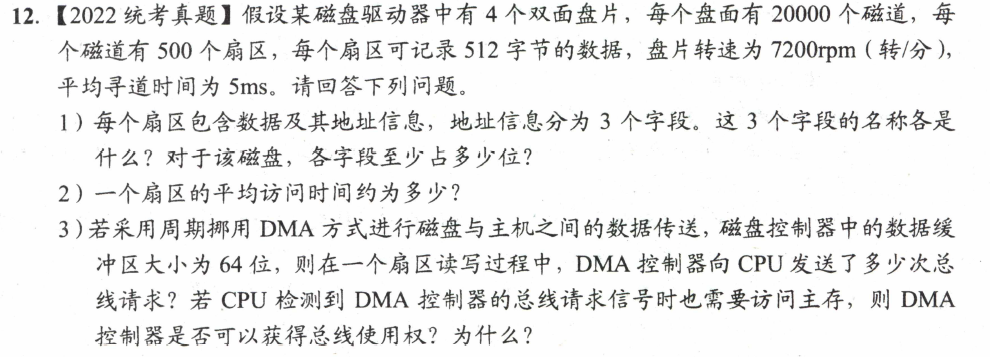 12.【2022 统考真题】假设某磁盘驱动器中有 4 个双面盘片，每个盘面有 20000 个磁道，每
个磁道有 500 个扇区，每个扇区可记录 512 字节的数据，盘片转速为 7200rpm（转/分），
平均寻道时间为 5ms。请回答下列问题。
1）每个扇区包含数据及其地址信息，地址信息分为 3 个字段。这 3 个字段的名称各是
什么？对于该磁盘，各字段至少占多少位？
2）一个扇区的平均访问时间约为多少？
3）若采用周期挪用 DMA 方式进行磁盘与主机之间的数据传送，磁盘控制器中的数据缓
冲区大小为 64 位，则在一个扇区读写过程中，DMA 控制器向 CPU 发送了多少次总
线请求？若 CPU 检测到 DMA 控制器的总线请求信号时也需要访问主存，则 DMA
控制器是否可以获得总线使用权？为什么？